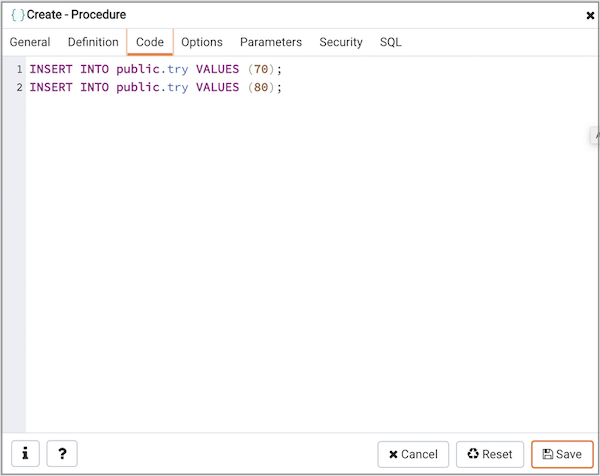 { } Create - Procedure
General Definition Code Options Parameters Security SQL
1 INSERT INTO public.try VALUES (70);
2 INSERT INTO public.try VALUES (80);
i ? Cancel Reset Save